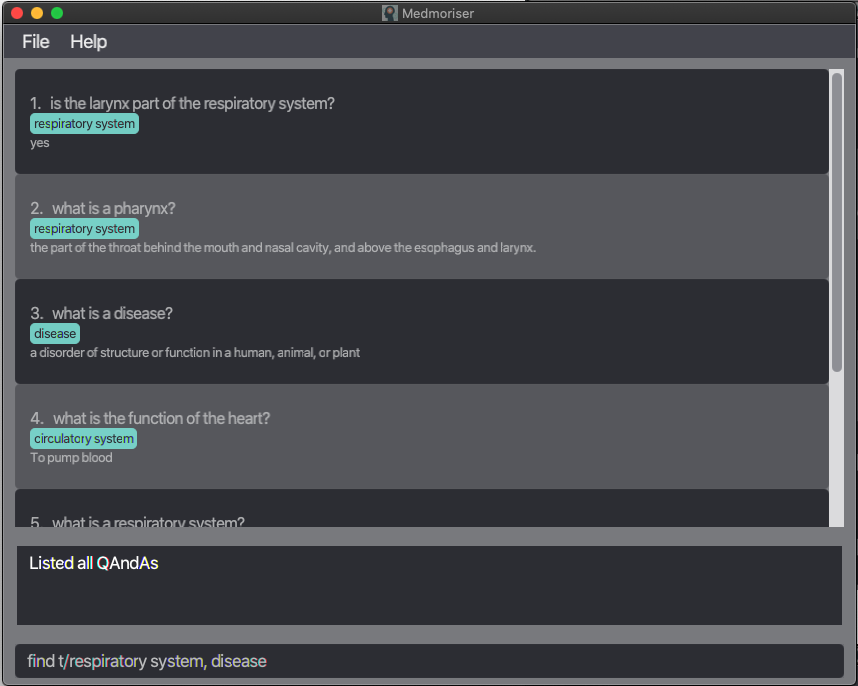 Medmoriser
File Help
1. is the larynx part of the respiratory system?
respiratory system
yes
2. what is a pharynx?
respiratory system
the part of the throat behind the mouth and nasal cavity, and above the esophagus and larynx.
3. what is a disease?
disease
a disorder of structure or function in a human, animal, or plant
4. what is the function of the heart?
circulatory system
To pump blood
5. what is a respiratory system?
Listed all QAndAs
find t/respiratory system, disease